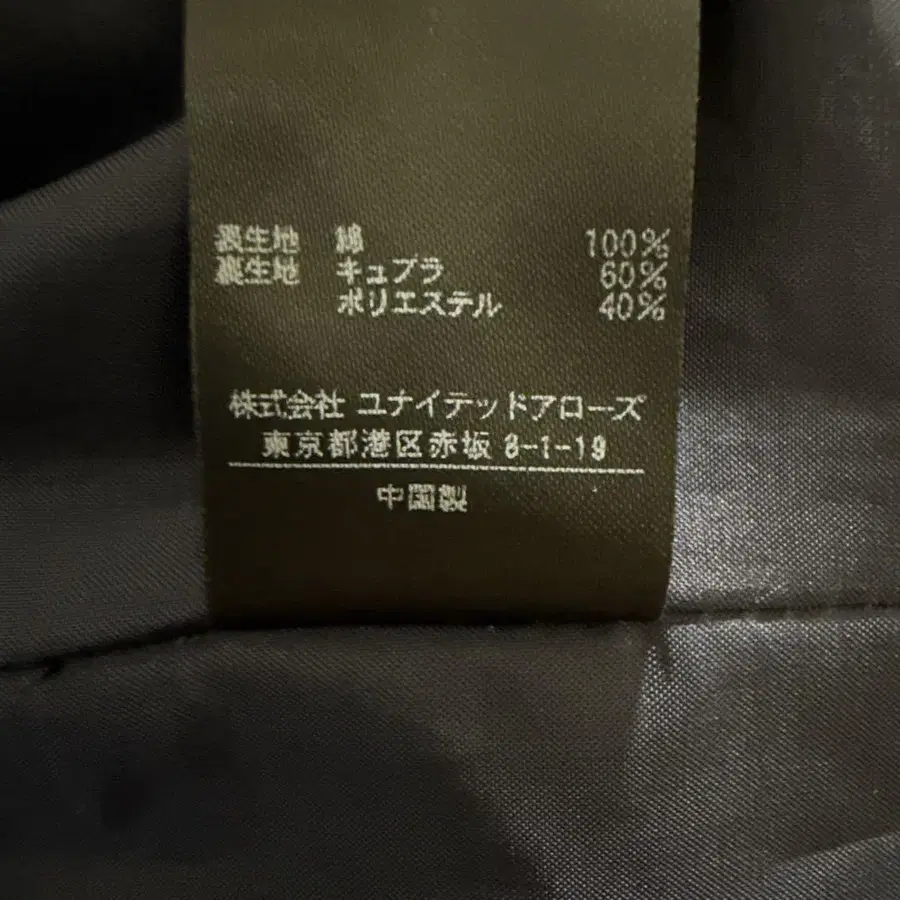 表生地 綿 100%
裏生地 キュプラ 60%
ポリエステル 40%
株式会社 ユナイテッドアローズ
東京都港区赤坂 8-1-19
中国製